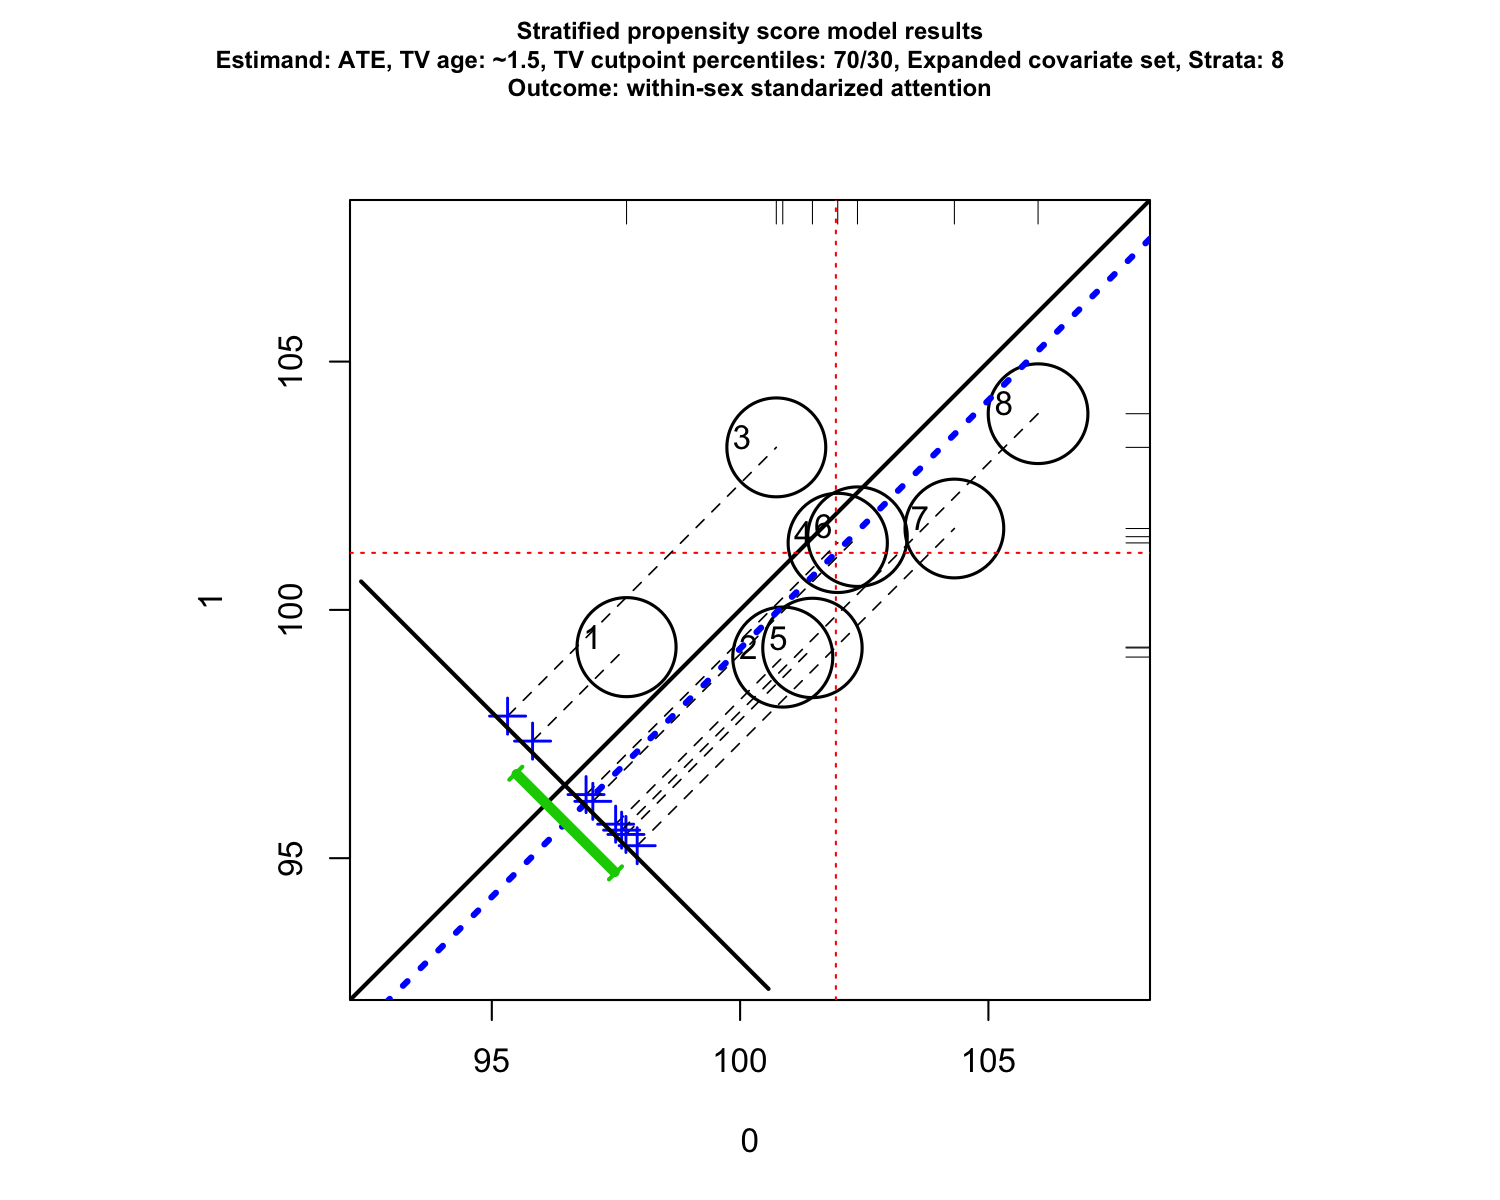 Stratified propensity score model results
Estimand: ATE, TV age: ~1.5, TV cutpoint percentiles: 70/30, Expanded covariate set, Strata: 8
Outcome: within-sex standarized attention
105
8
3
7
4 6
1
100
1
2 5
95
95 100 105
0